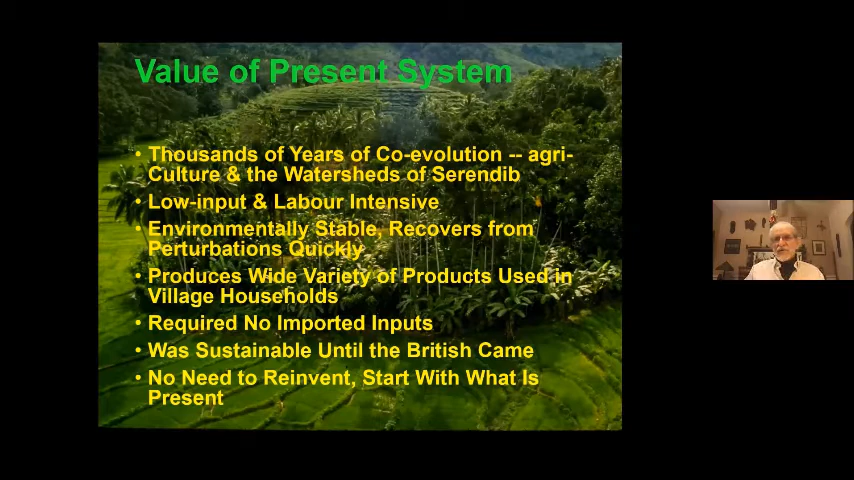 Value of Present System
• Thousands of Years of Co-evolution -- agri-
Culture & the Watersheds of Serendib
• Low-input & Labour Intensive
• Environmentally Stable, Recovers from
Perturbations Quickly
• Produces Wide Variety of Products Used in
Village Households
• Required No Imported Inputs
• Was Sustainable Until the British Came
• No Need to Reinvent, Start With What Is
Present